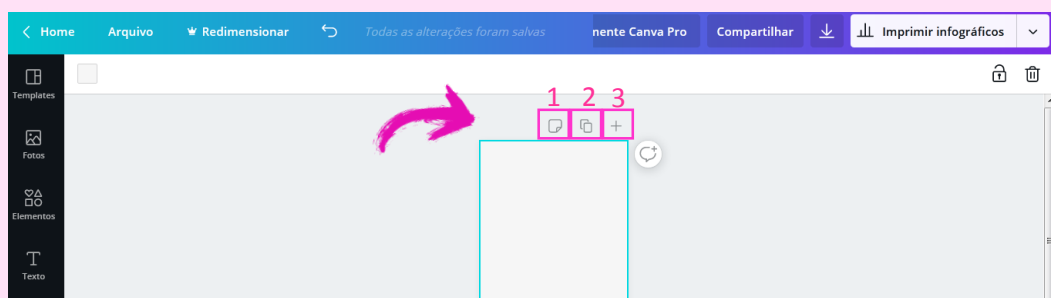 Home Arquivo Redimensionar Todas as alterações foram salvas nente Canva Pro Compartilhar Imprimir infográficos
Templates
1 2 3
Fotos
Elementos
T
Texto